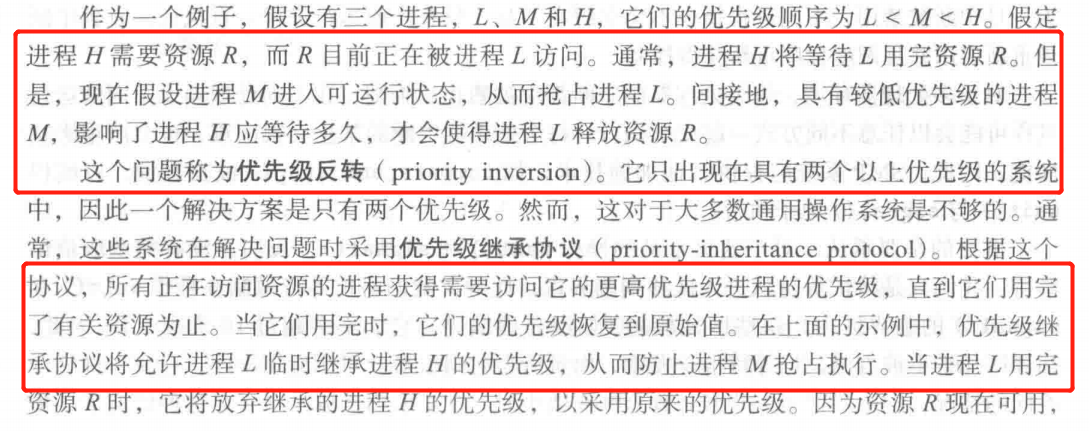 作为一个例子，假设有三个进程，L、M和 H，它们的优先级顺序为 L < M < H。假定
进程 H 需要资源 R，而 R 目前正在被进程 L 访问。通常，进程 H 将等待 L 用完资源 R。但
是，现在假设进程 M 进入可运行状态，从而抢占进程 L。间接地，具有较低优先级的进程
M，影响了进程 H 应等待多久，才会使得进程 L 释放资源 R。
这个问题称为优先级反转（priority inversion）。它只出现在具有两个以上优先级的系统
中，因此一个解决方案是只有两个优先级。然而，这对于大多数通用操作系统是不够的。通
常，这些系统在解决问题时采用优先级继承协议（priority-inheritance protocol）。根据这个
协议，所有正在访问资源的进程获得需要访问它的更高优先级进程的优先级，直到它们用完
了有关资源为止。当它们用完时，它们的优先级恢复到原始值。在上面的示例中，优先级继
承协议将允许进程 L 临时继承进程 H 的优先级，从而防止进程 M 抢占执行。当进程 L 用完
资源 R 时，它将放弃继承的进程 H 的优先级，以采用原来的优先级。因为资源 R 现在可用，